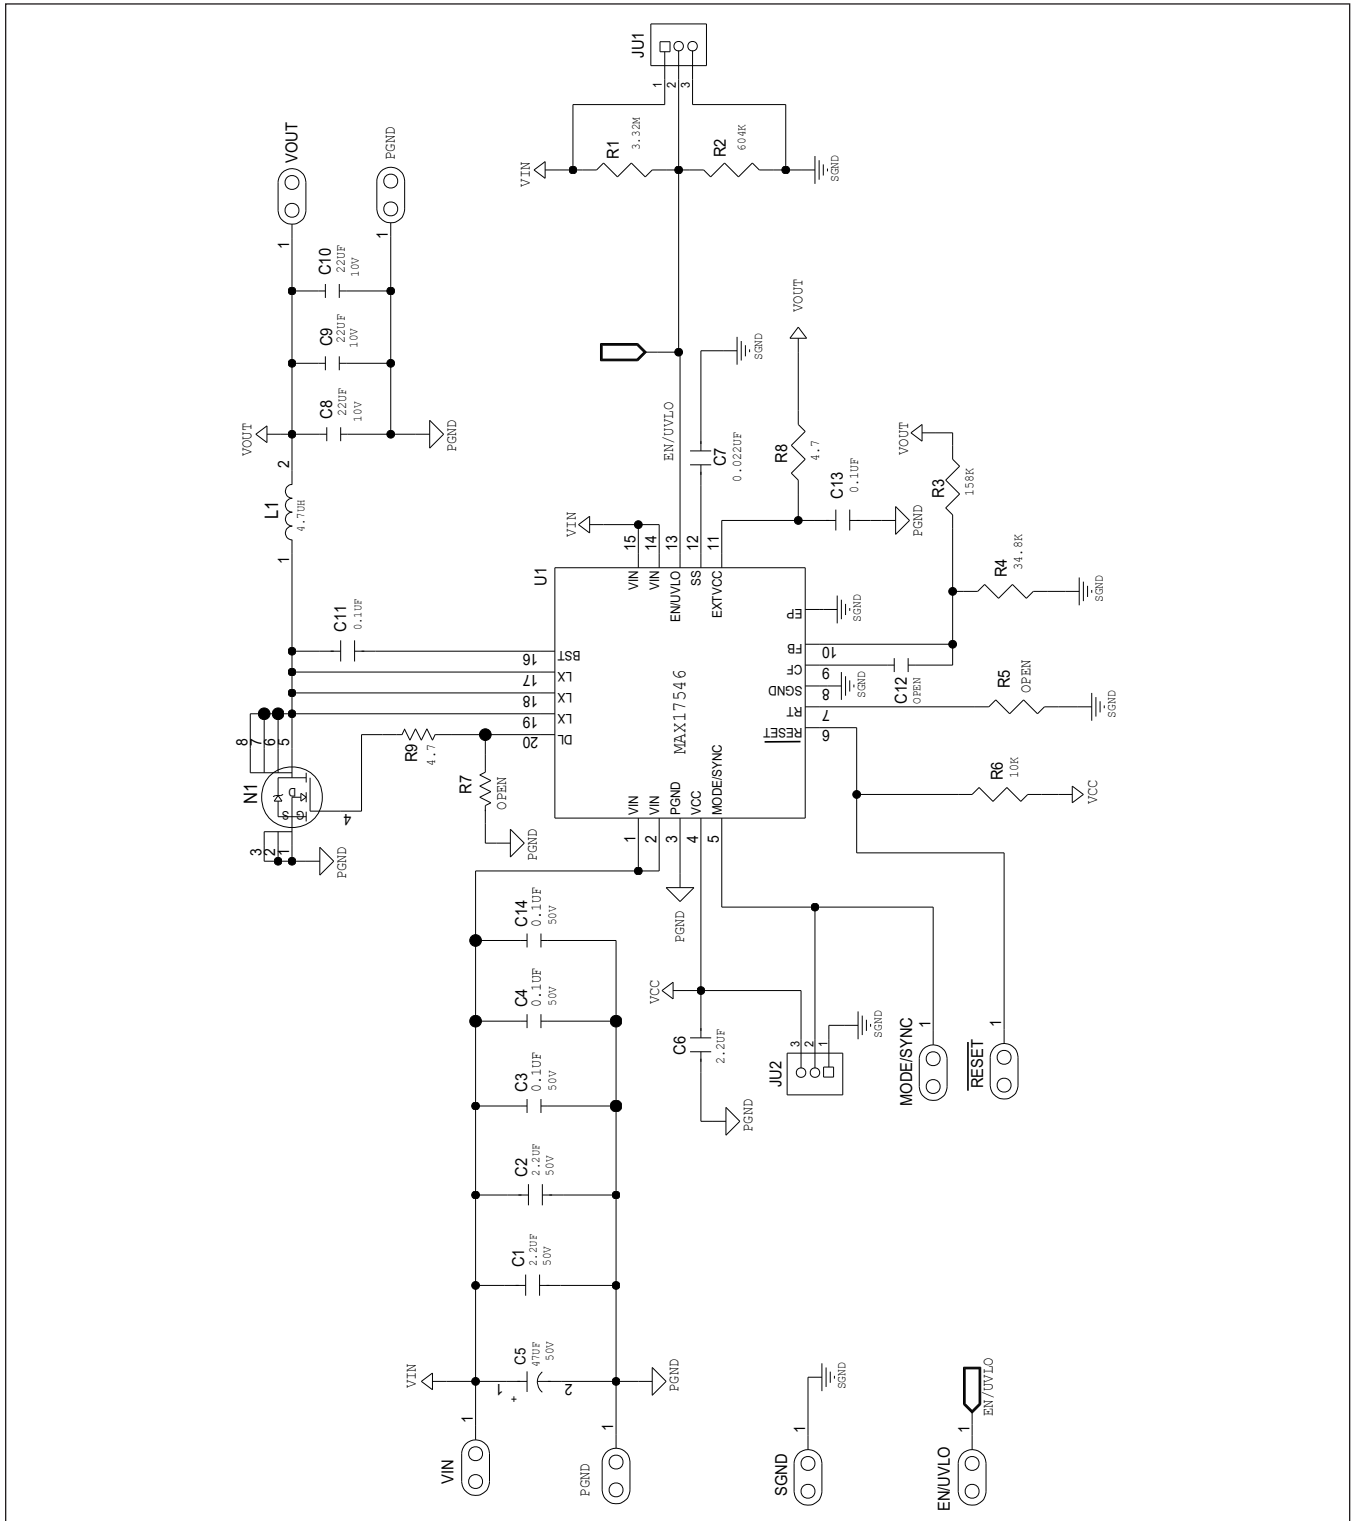 JU1
1
2
3
VIN
R1
3.32M
R2
604K
SGND
VOUT
1
PGND
1
C10
22UF
10V
C9
22UF
10V
C8
22UF
10V
VOUT
PGND
2
L1
4.7UH
1
EN/UVLO
SGND
C7
0.022UF
VOUT
R8
4.7
C13
0.1UF
PGND
VOUT
R3
158K
R4
34.8K
SGND
VIN
C11
0.1UF
U1
MAX17546
15
VIN
14
VIN
13
EN/UVLO
12
SS
11
EXTVCC
16
BST
17
LX
18
LX
19
LX
20
DL
EP
SGND
10
FB
9
CF
8
SGND
SGND
7
RT
6
RESET
C12
OPEN
R5
OPEN
SGND
R6
10K
VCC
1
VIN
2
VIN
3
PGND
4
VCC
5
MODE/SYNC
N1
8
7
6
5
D
G
S
4
3
2
1
PGND
R9
4.7
R7
OPEN
PGND
PGND
C14
0.1UF
50V
C4
0.1UF
50V
C3
0.1UF
50V
C2
2.2UF
50V
C1
2.2UF
50V
C5
47UF
50V
1
+
2
VIN
PGND
VIN
1
PGND
1
VCC
C6
2.2UF
PGND
JU2
3
2
1
SGND
MODE/SYNC
1
RESET
1
SGND
1
SGND
EN/UVLO
1
EN/UVLO